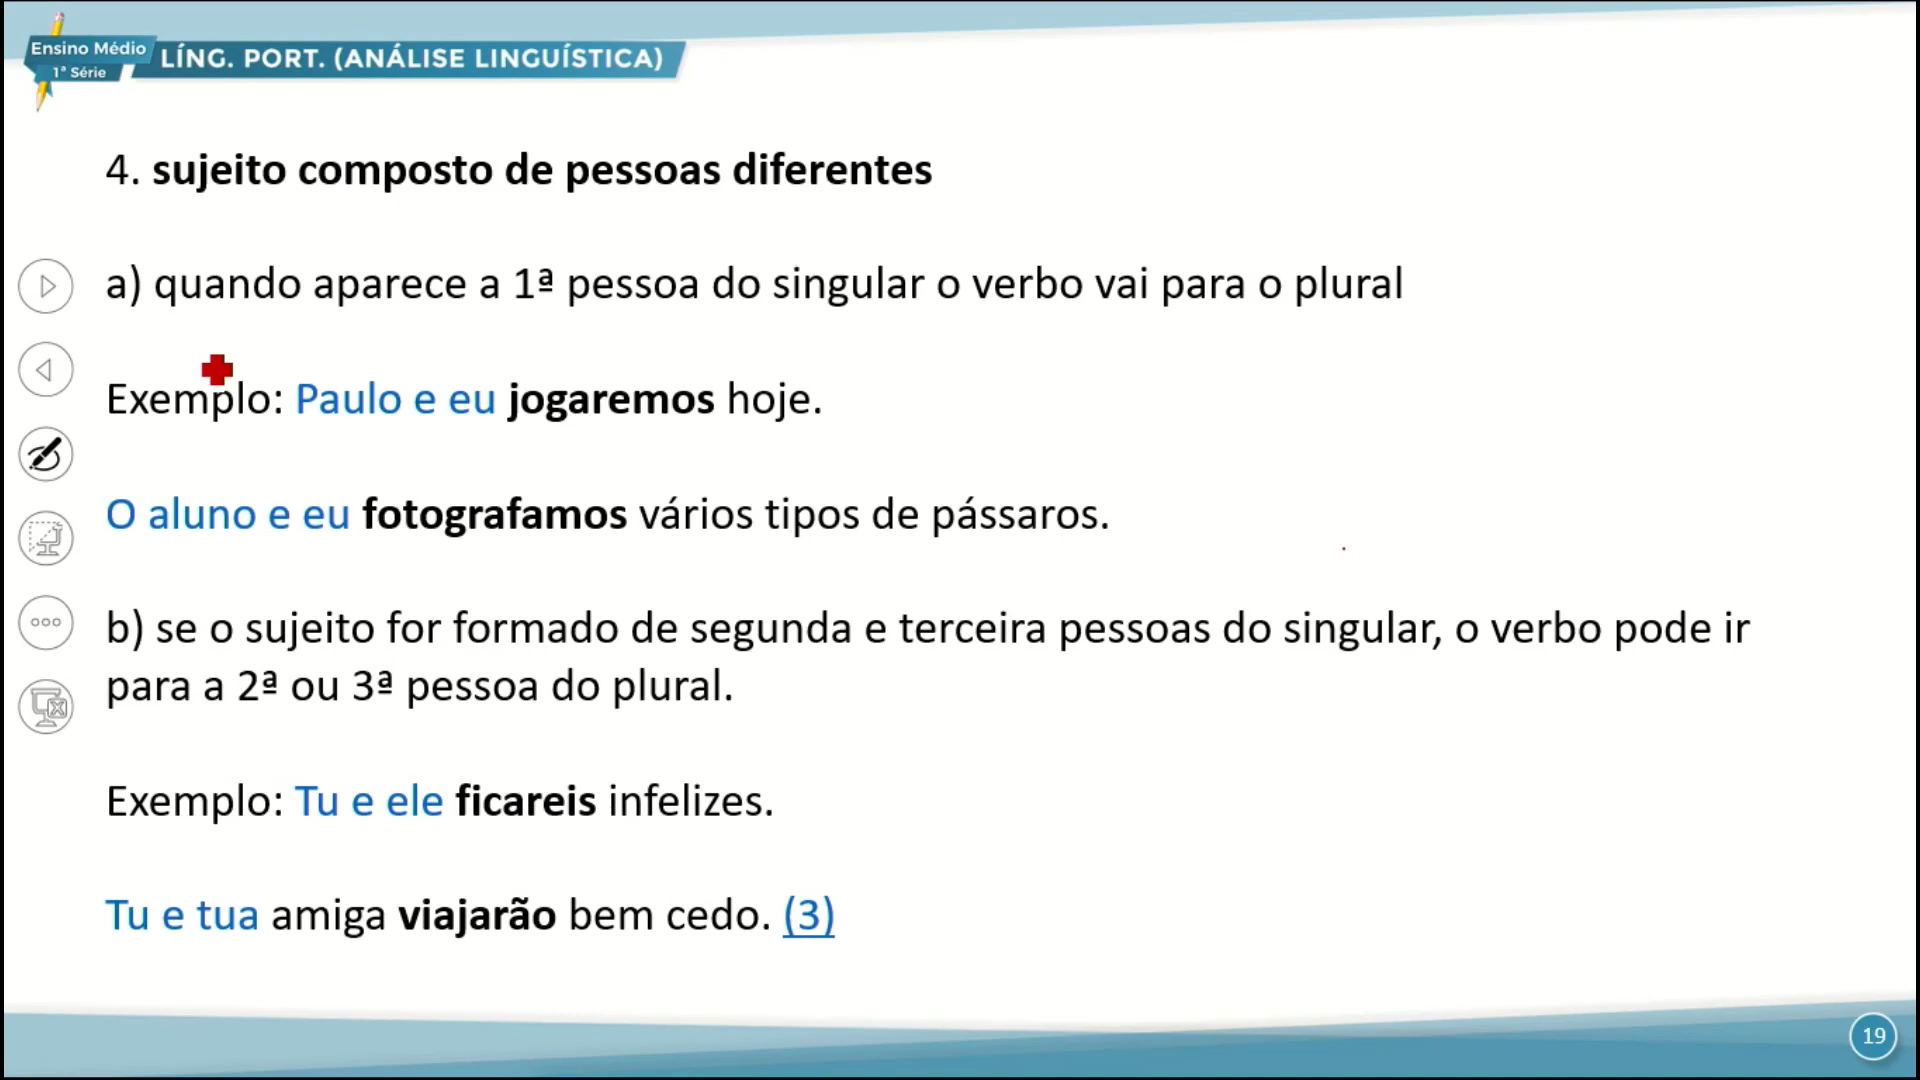 Ensino Médio
1ª Série
LÍNG. PORT. (ANÁLISE LINGUÍSTICA)
4. sujeito composto de pessoas diferentes
a) quando aparece a 1ª pessoa do singular o verbo vai para o plural
Exemplo: Paulo e eu jogaremos hoje.
O aluno e eu fotografamos vários tipos de pássaros.
b) se o sujeito for formado de segunda e terceira pessoas do singular, o verbo pode ir
para a 2ª ou 3ª pessoa do plural.
Exemplo: Tu e ele ficareis infelizes.
Tu e tua amiga viajarão bem cedo. (3)
19